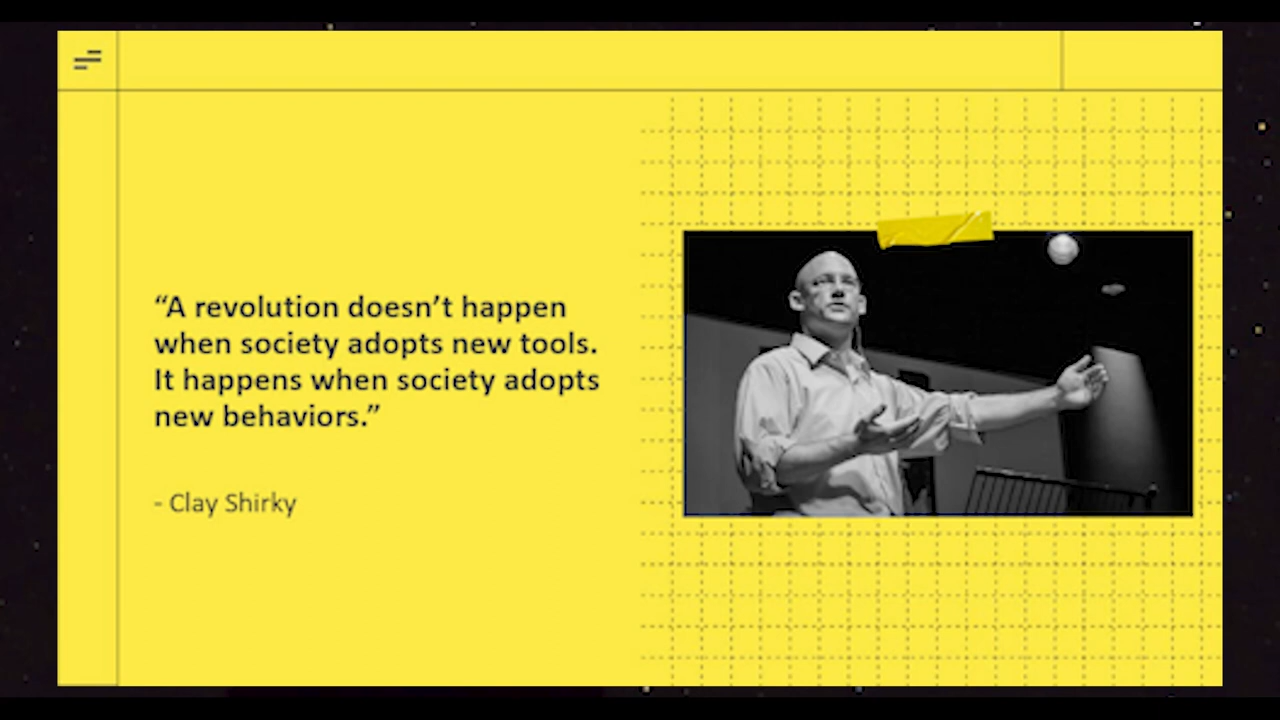 “A revolution doesn’t happen
when society adopts new tools.
It happens when society adopts
new behaviors.”
- Clay Shirky